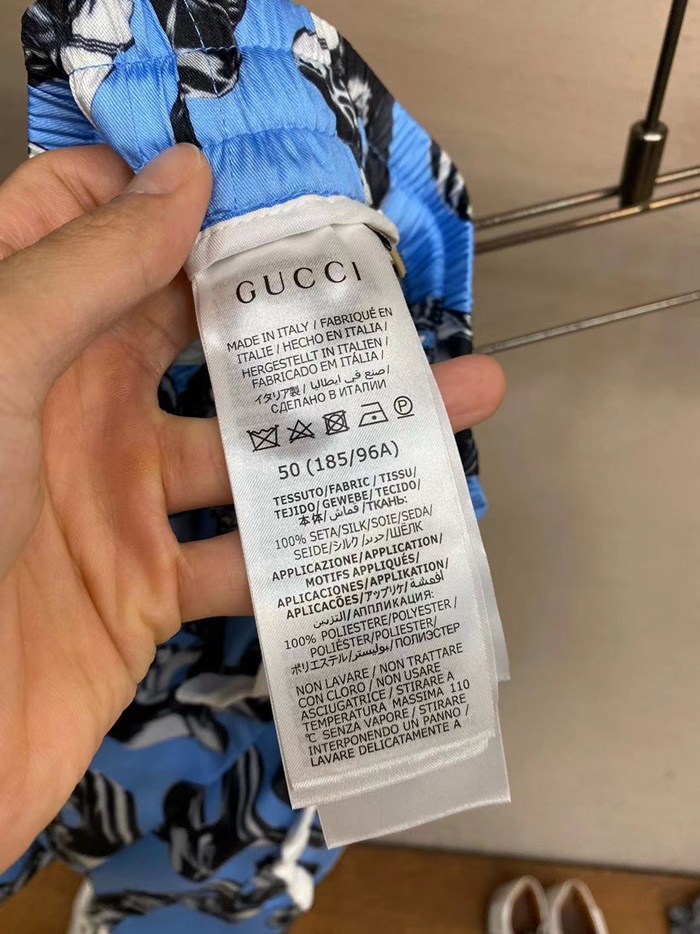 GUCCI
MADE IN ITALY / FABRIQUÉ EN
ITALIE / HECHO EN ITALIA /
HERGESTELLT IN ITALIEN /
FABRICADO EM ITÁLIA /
イタリア製 / صنع في ايطاليا /
СДЕЛАНО В ИТАЛИИ
P
50 (185/96A)
TESSUTO/FABRIC / TISSU/
TEJIDO/GEWEBE/TECIDO/
本体/قماش/ТКАНЬ:
100% SETA/SILK/SOIE/SEDA/
SEIDE/シルク/حرير/ШЁЛК
APPLICAZIONE/APPLICATION/
MOTIFS APPLIQUÉS/
APLICACIONES/APPLIKATION/
APLICAÇÕES/アップリケ/أقمشة
التزيين/АППЛИКАЦИЯ:
100% POLIESTERE/POLYESTER /
POLIÉSTER/POLIESTER/
ポリエステル/بوليستر/ПОЛИЭСТЕР
NON LAVARE / NON TRATTARE
CON CLORO / NON USARE
ASCIUGATRICE / STIRARE A
TEMPERATURA MASSIMA 110
°C SENZA VAPORE / STIRARE
INTERPONENDO UN PANNO /
LAVARE DELICATAMENTE A